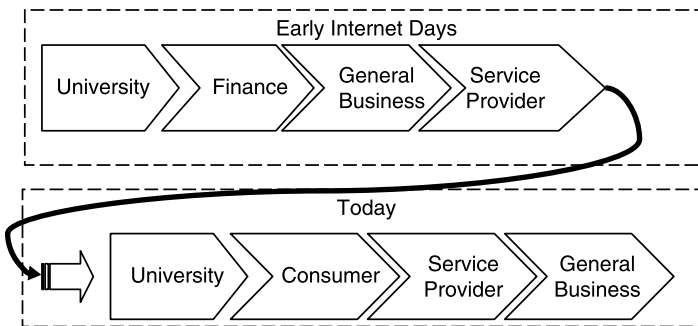 Early Internet Days
University
Finance
General
Business
Service
Provider
Today
University
Consumer
Service
Provider
General
Business